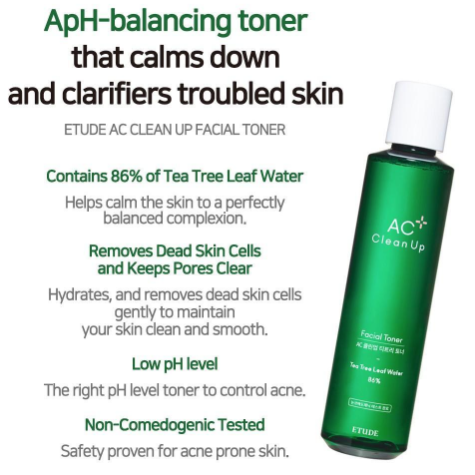 ApH-balancing toner
that calms down
and clarifiers troubled skin
ETUDE AC CLEAN UP FACIAL TONER
Contains 86% of Tea Tree Leaf Water
Helps calm the skin to a perfectly
balanced complexion.
Removes Dead Skin Cells
and Keeps Pores Clear
Hydrates, and removes dead skin cells
gently to maintain
your skin clean and smooth.
Low pH level
The right pH level toner to control acne.
Non-Comedogenic Tested
Safety proven for acne prone skin.
AC
Clean Up
Facial Toner
AC 클린업 티트리 토너
Tea Tree Leaf Water
86%
ETUDE